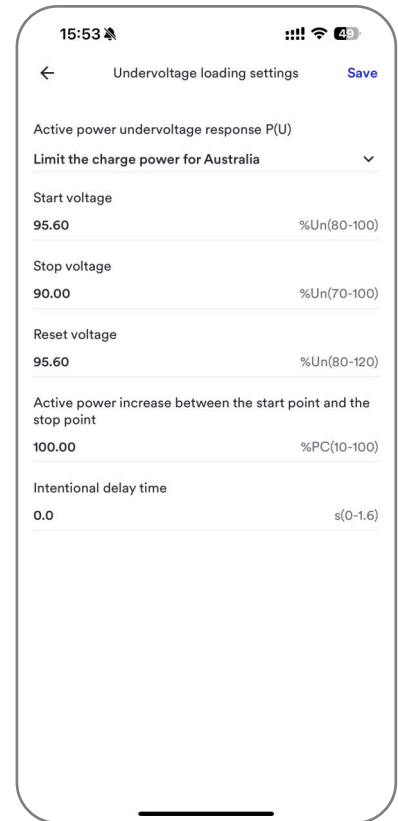 15:53
49
Undervoltage loading settings
Save
Active power undervoltage response P(U)
Limit the charge power for Australia
Start voltage
95.60 %Un(80-100)
Stop voltage
90.00 %Un(70-100)
Reset voltage
95.60 %Un(80-120)
Active power increase between the start point and the
stop point
100.00 %PC(10-100)
Intentional delay time
0.0 s(0-1.6)